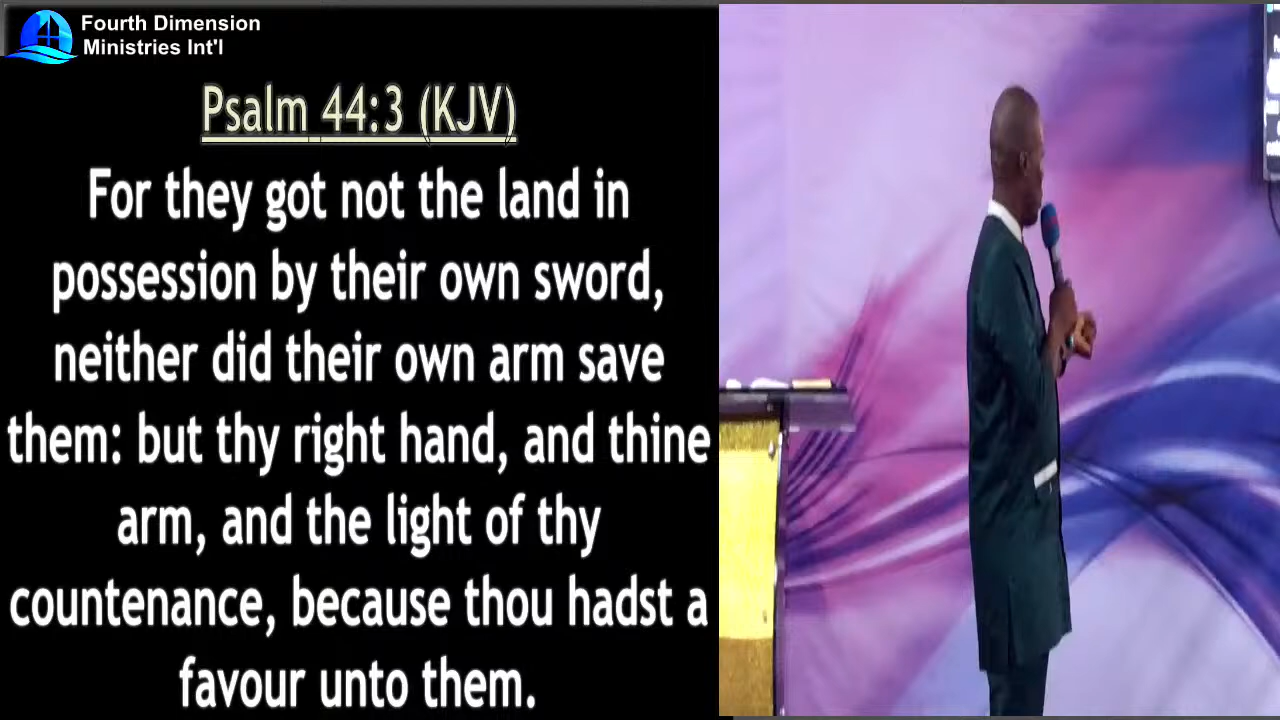 Fourth Dimension
Ministries Int'l
Psalm 44:3 (KJV)
For they got not the land in
possession by their own sword,
neither did their own arm save
them: but thy right hand, and thine
arm, and the light of thy
countenance, because thou hadst a
favour unto them.